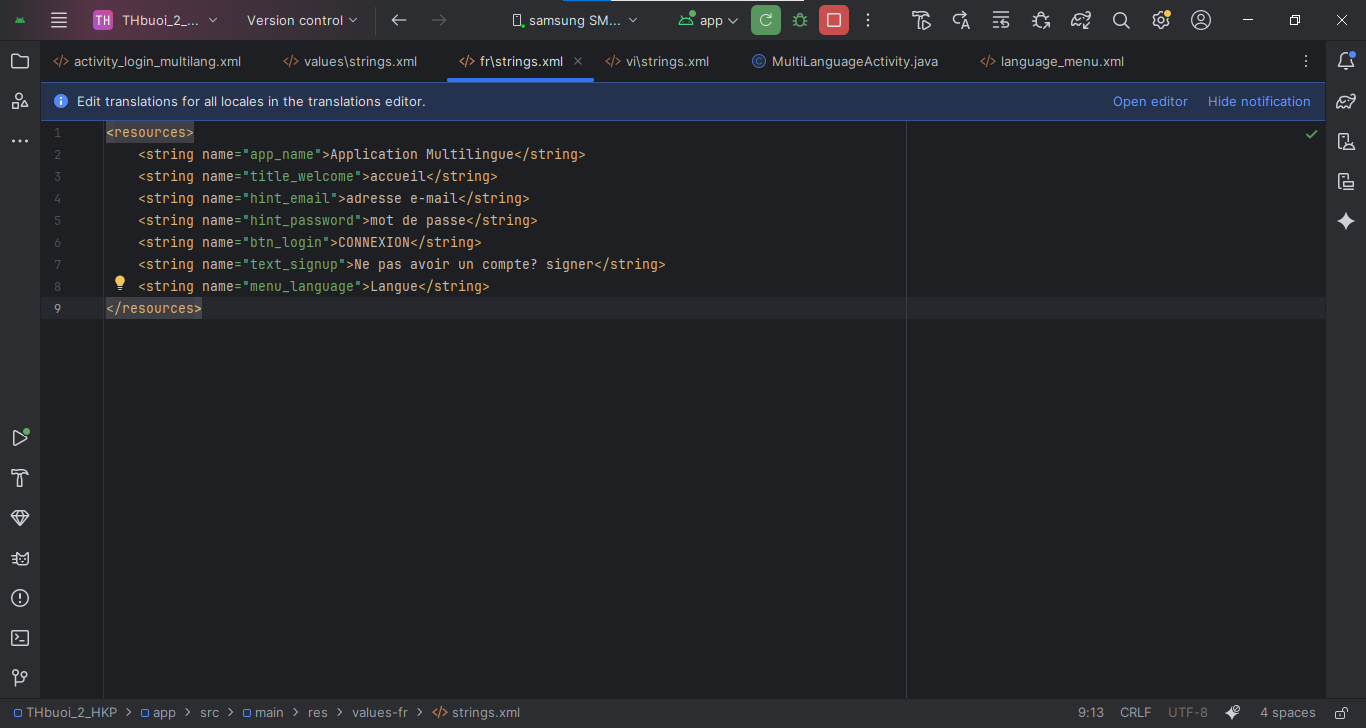 TH THbuoi_2_... Version control samsung SM... app
activity_login_multilang.xml values\strings.xml fr\strings.xml vi\strings.xml MultiLanguageActivity.java language_menu.xml
Edit translations for all locales in the translations editor. Open editor Hide notification
1 <resources>
2 <string name="app_name">Application Multilingue</string>
3 <string name="title_welcome">accueil</string>
4 <string name="hint_email">adresse e-mail</string>
5 <string name="hint_password">mot de passe</string>
6 <string name="btn_login">CONNEXION</string>
7 <string name="text_signup">Ne pas avoir un compte? signer</string>
8 <string name="menu_language">Langue</string>
9 </resources>
THbuoi_2_HKP > app > src > main > res > values-fr > strings.xml 9:13 CRLF UTF-8 4 spaces